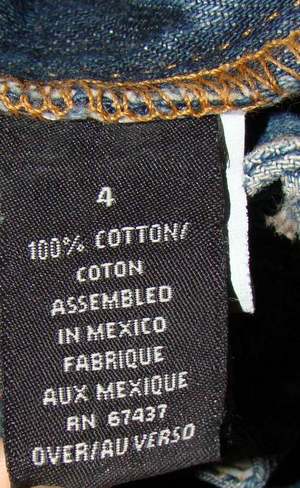 4
100% COTTON/
COTON
ASSEMBLED
IN MEXICO
FABRIQUE
AUX MEXIQUE
RN 67437
OVER/AU VERSO